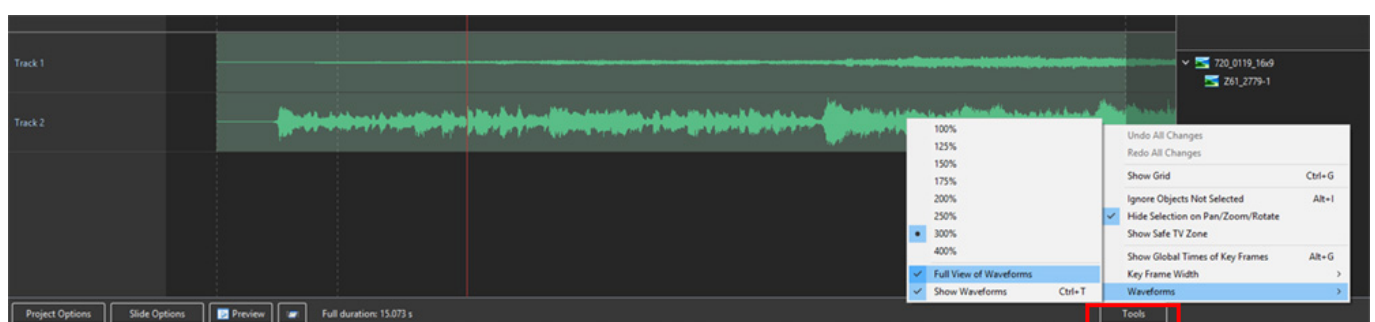 Track 1
720_0119_16x9
Z61_2779-1
Track 2
100%
125%
150%
175%
200%
250%
300%
400%
Full View of Waveforms
Show Waveforms Ctrl+T
Undo All Changes
Redo All Changes
Show Grid Ctrl+G
Ignore Objects Not Selected Alt+I
Hide Selection on Pan/Zoom/Rotate
Show Safe TV Zone
Show Global Times of Key Frames Alt+G
Key Frame Width
Waveforms
Project Options Slide Options Preview Full duration: 15.073 s Tools